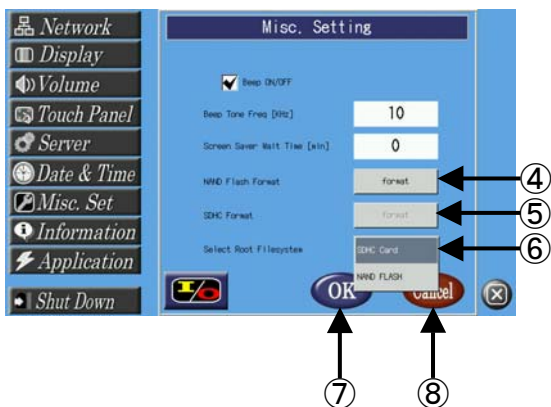 Network
Display
Volume
Touch Panel
Server
Date & Time
Misc. Set
Information
Application
Shut Down
Misc. Setting
Beep ON/OFF
Beep Tone Freq [KHz] 10
Screen Saver Wait Time [min] 0
NAND Flash Format format ④
SDHC Format format ⑤
Select Root Filesystem SDHC Card ⑥
NAND FLASH
I/O OK Cancel
⑦ ⑧